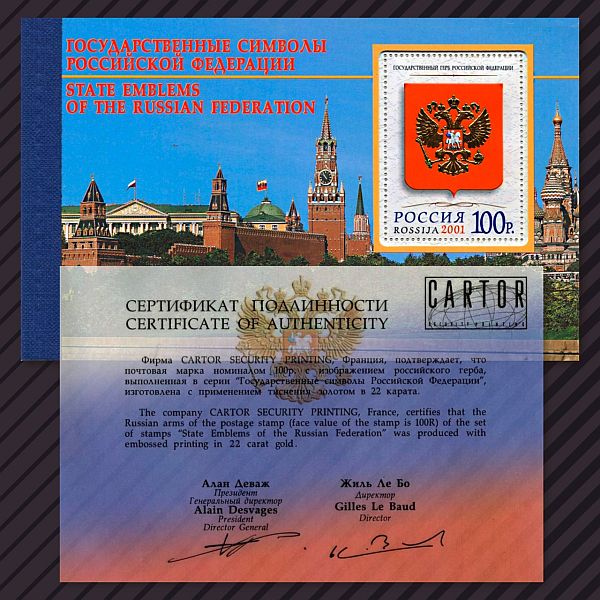 ГОСУДАРСТВЕННЫЕ СИМВОЛЫ
РОССИЙСКОЙ ФЕДЕРАЦИИ
STATE EMBLEMS
OF THE RUSSIAN FEDERATION
ГОСУДАРСТВЕННЫЙ ГЕРБ РОССИЙСКОЙ ФЕДЕРАЦИИ
РОССИЯ
ROSSIJA 2001
100Р.
СЕРТИФИКАТ ПОДЛИННОСТИ
CERTIFICATE OF AUTHENTICITY
CARTOR
SECURITY PRINTING
Фирма CARTOR SECURITY PRINTING, Франция, подтверждает, что
почтовая марка номиналом 100р. с изображением российского герба,
выполненная в серии "Государственные символы Российской Федерации",
изготовлена с применением тиснения золотом в 22 карата.
The company CARTOR SECURITY PRINTING, France, certifies that the
Russian arms of the postage stamp (face value of the stamp is 100R) of the set
of stamps "State Emblems of the Russian Federation" was produced with
embossed printing in 22 carat gold.
Алан Деваж
Президент
Генеральный директор
Alain Desvages
President
Director General
Жиль Ле Бо
Директор
Gilles Le Baud
Director